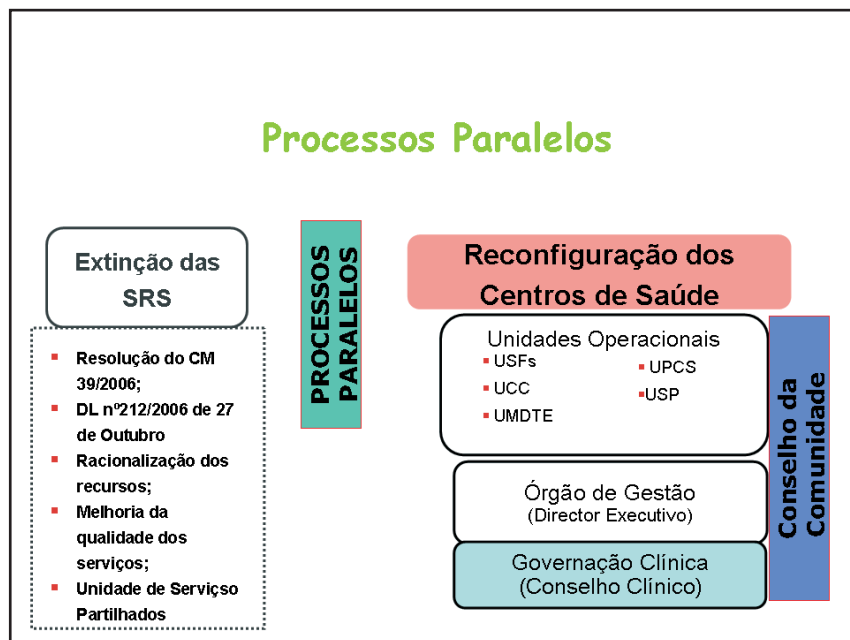 Processos Paralelos
Extinção das
SRS
Resolução do CM
39/2006;
DL nº212/2006 de 27
de Outubro
Racionalização dos
recursos;
Melhoria da
qualidade dos
serviços;
Unidade de Serviçso
Partilhados
PROCESSOS
PARALELOS
Reconfiguração dos
Centros de Saúde
Unidades Operacionais
USFs
UCC
UMDTE
UPCS
USP
Órgão de Gestão
(Director Executivo)
Governação Clínica
(Conselho Clínico)
Conselho da
Comunidade